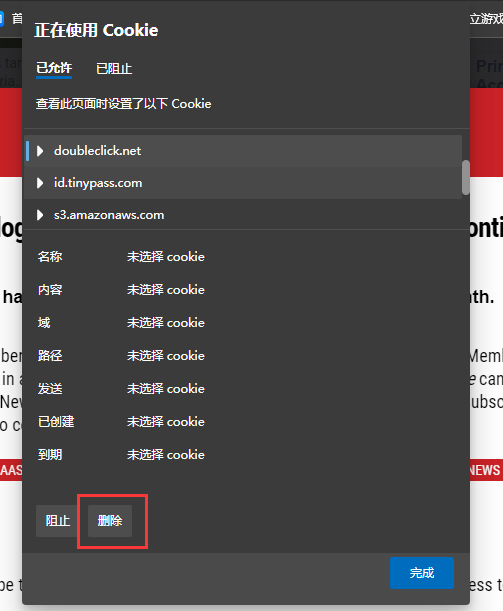 首
立游戏
正在使用 Cookie
已允许 已阻止
查看此页面时设置了以下 Cookie
doubleclick.net
id.tinypass.com
s3.amazonaws.com
名称 未选择 cookie
内容 未选择 cookie
域 未选择 cookie
路径 未选择 cookie
发送 未选择 cookie
已创建 未选择 cookie
到期 未选择 cookie
阻止 删除
完成